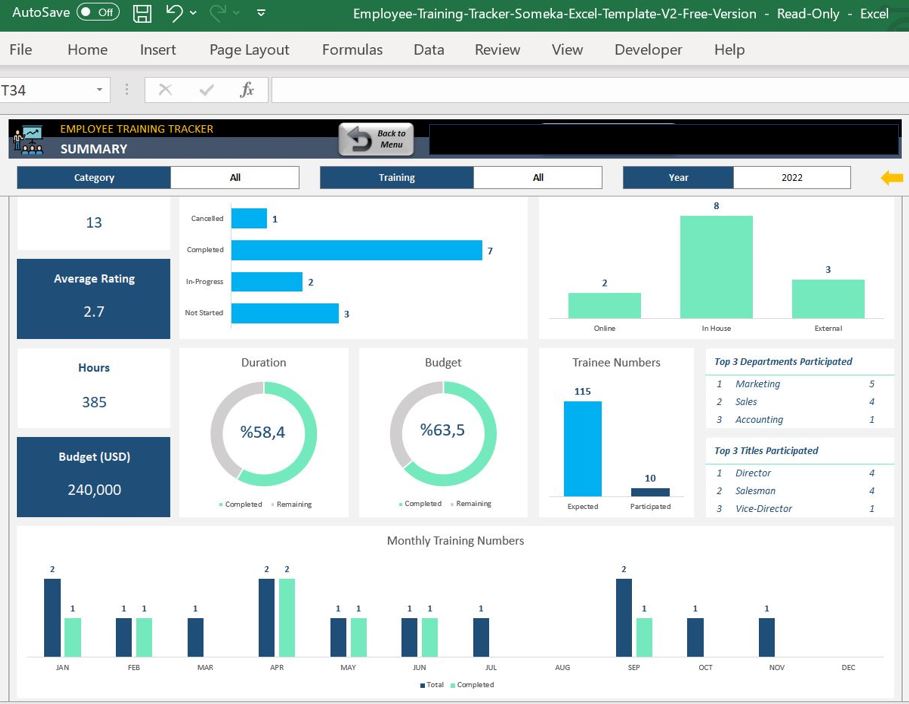 AutoSave Off Employee-Training-Tracker-Someka-Excel-Template-V2-Free-Version - Read-Only - Excel
File Home Insert Page Layout Formulas Data Review View Developer Help
T34 fx
EMPLOYEE TRAINING TRACKER
SUMMARY
Back to
Menu
Category All Training All Year 2022
13
Average Rating
2.7
Cancelled 1
Completed 7
In-Progress 2
Not Started 3
2 8 3
Online In House External
Hours
385
Budget (USD)
240,000
Duration
%58,4
Completed Remaining
Budget
%63,5
Completed Remaining
Trainee Numbers
115
10
Expected Participated
Top 3 Departments Participated
1 Marketing 5
2 Sales 4
3 Accounting 1
Top 3 Titles Participated
1 Director 4
2 Salesman 4
3 Vice-Director 1
Monthly Training Numbers
2 1 1 1 1 2 2 1 1 1 1 1 2 1 1 1
JAN FEB MAR APR MAY JUN JUL AUG SEP OCT NOV DEC
Total Completed